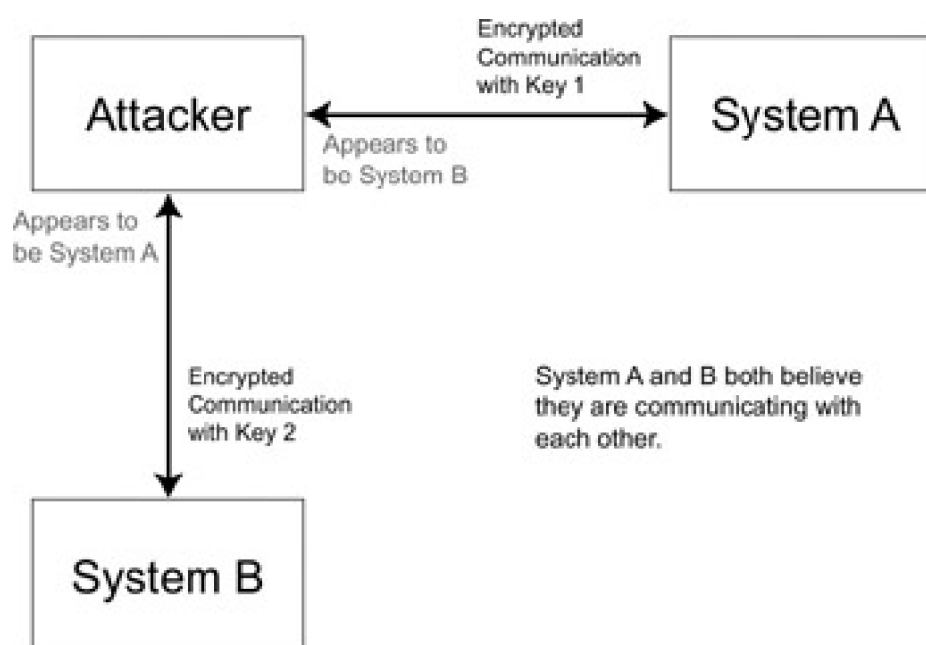 Encrypted
Communication
with Key 1
Attacker
System A
Appears to
be System B
Appears to
be System A
Encrypted
Communication
with Key 2
System A and B both believe
they are communicating with
each other.
System B